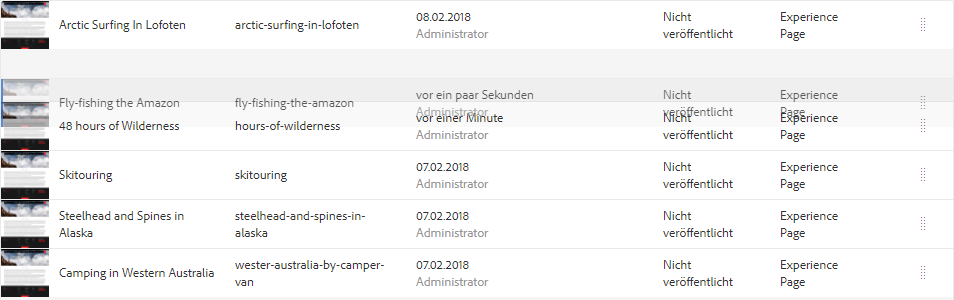 08.02.2018 Nicht Experience
Arctic Surfing In Lofoten arctic-surfing-in-lofoten
Administrator veröffentlicht Page
vor ein paar Sekunden Nicht Experience
Fly-fishing the Amazon fly-fishing-the-amazon
Administrator veröffentlicht Page
vor einer Minute Nicht Experience
48 hours of Wilderness hours-of-wilderness
Administrator veröffentlicht Page
07.02.2018 Nicht Experience
Skitouring skitouring
Administrator veröffentlicht Page
Steelhead and Spines in steelhead-and-spines-in- 07.02.2018 Nicht Experience
Alaska alaska Administrator veröffentlicht Page
wester-australia-by-camper- 07.02.2018 Nicht Experience
Camping in Western Australia
van Administrator veröffentlicht Page